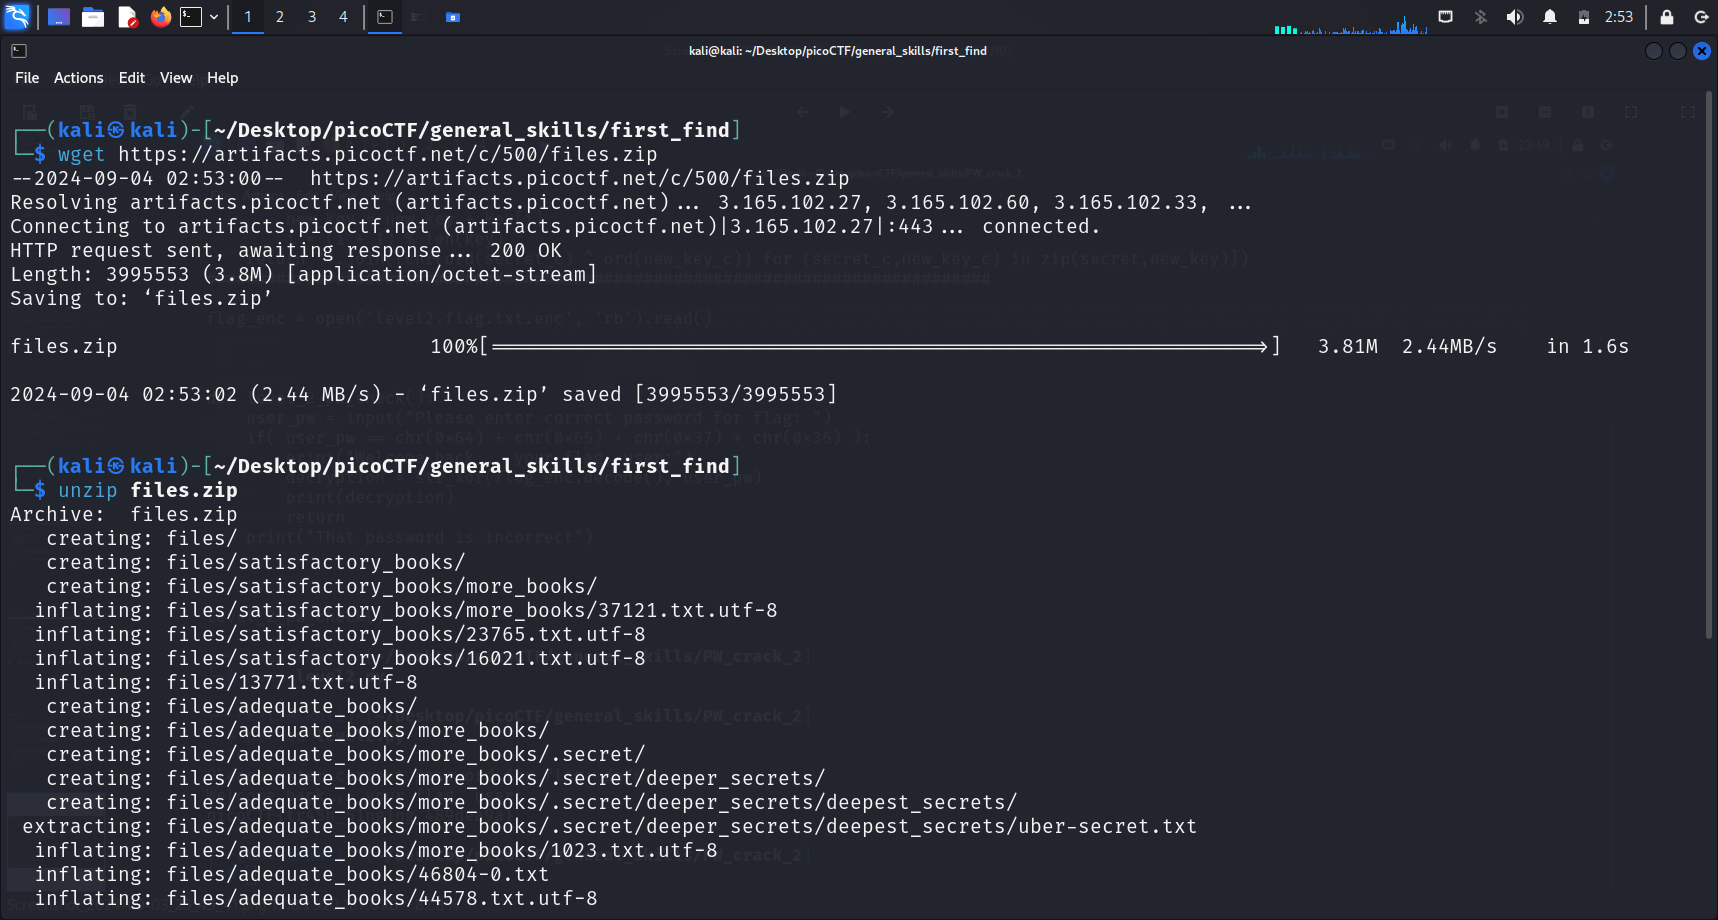 1 2 3 4 2:53
kali@kali: ~/Desktop/picoCTF/general_skills/first_find
File Actions Edit View Help
┌──(kali㉿kali)-[~/Desktop/picoCTF/general_skills/first_find]
└─$ wget https://artifacts.picoctf.net/c/500/files.zip
--2024-09-04 02:53:00--  https://artifacts.picoctf.net/c/500/files.zip
Resolving artifacts.picoctf.net (artifacts.picoctf.net)... 3.165.102.27, 3.165.102.60, 3.165.102.33, ...
Connecting to artifacts.picoctf.net (artifacts.picoctf.net)|3.165.102.27|:443... connected.
HTTP request sent, awaiting response... 200 OK
Length: 3995553 (3.8M) [application/octet-stream]
Saving to: ‘files.zip’
files.zip 100%[===================>] 3.81M 2.44MB/s in 1.6s
2024-09-04 02:53:02 (2.44 MB/s) - ‘files.zip’ saved [3995553/3995553]
┌──(kali㉿kali)-[~/Desktop/picoCTF/general_skills/first_find]
└─$ unzip files.zip
Archive:  files.zip
   creating: files/
   creating: files/satisfactory_books/
   creating: files/satisfactory_books/more_books/
  inflating: files/satisfactory_books/more_books/37121.txt.utf-8
  inflating: files/satisfactory_books/23765.txt.utf-8
  inflating: files/satisfactory_books/16021.txt.utf-8
  inflating: files/13771.txt.utf-8
   creating: files/adequate_books/
   creating: files/adequate_books/more_books/
   creating: files/adequate_books/more_books/.secret/
   creating: files/adequate_books/more_books/.secret/deeper_secrets/
   creating: files/adequate_books/more_books/.secret/deeper_secrets/deepest_secrets/
 extracting: files/adequate_books/more_books/.secret/deeper_secrets/deepest_secrets/uber-secret.txt
  inflating: files/adequate_books/more_books/1023.txt.utf-8
  inflating: files/adequate_books/46804-0.txt
  inflating: files/adequate_books/44578.txt.utf-8